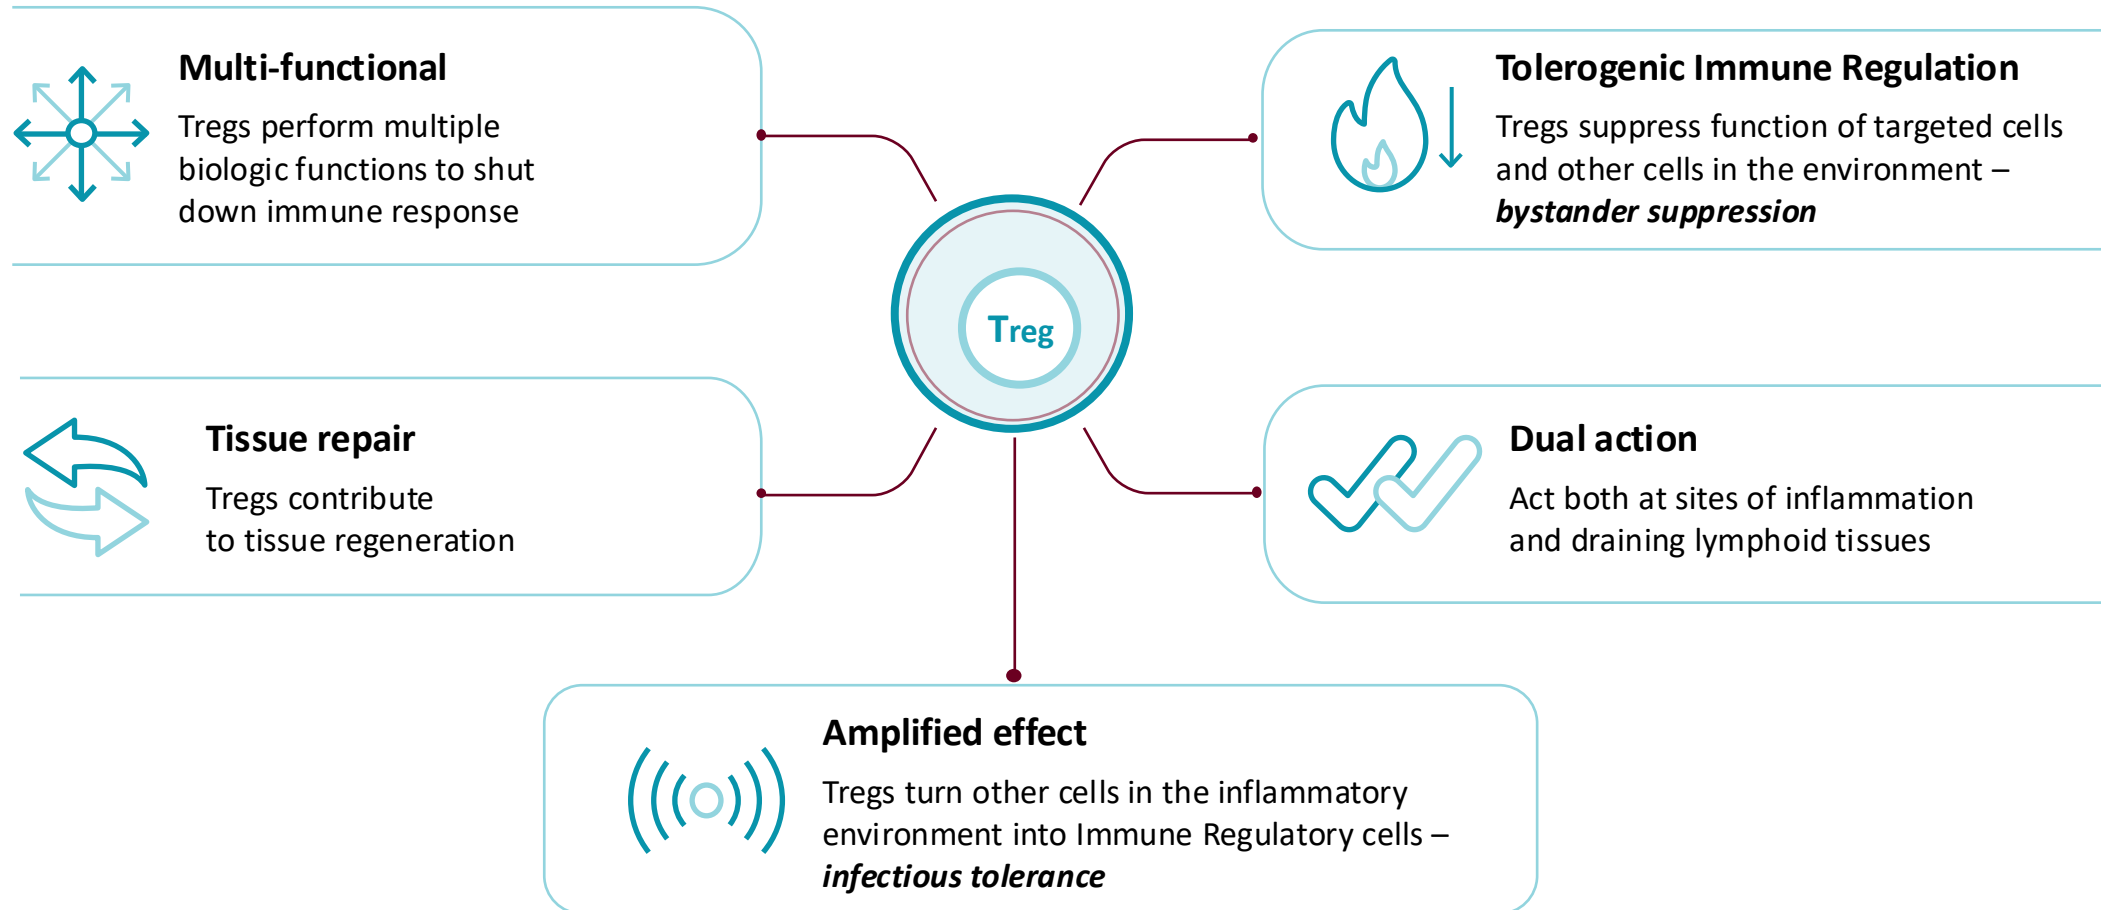 Multi-functional
Tregs perform multiple
biologic functions to shut
down immune response
Tolerogenic Immune Regulation
Tregs suppress function of targeted cells
and other cells in the environment –
bystander suppression
Treg
Tissue repair
Tregs contribute
to tissue regeneration
Dual action
Act both at sites of inflammation
and draining lymphoid tissues
Amplified effect
Tregs turn other cells in the inflammatory
environment into Immune Regulatory cells –
infectious tolerance